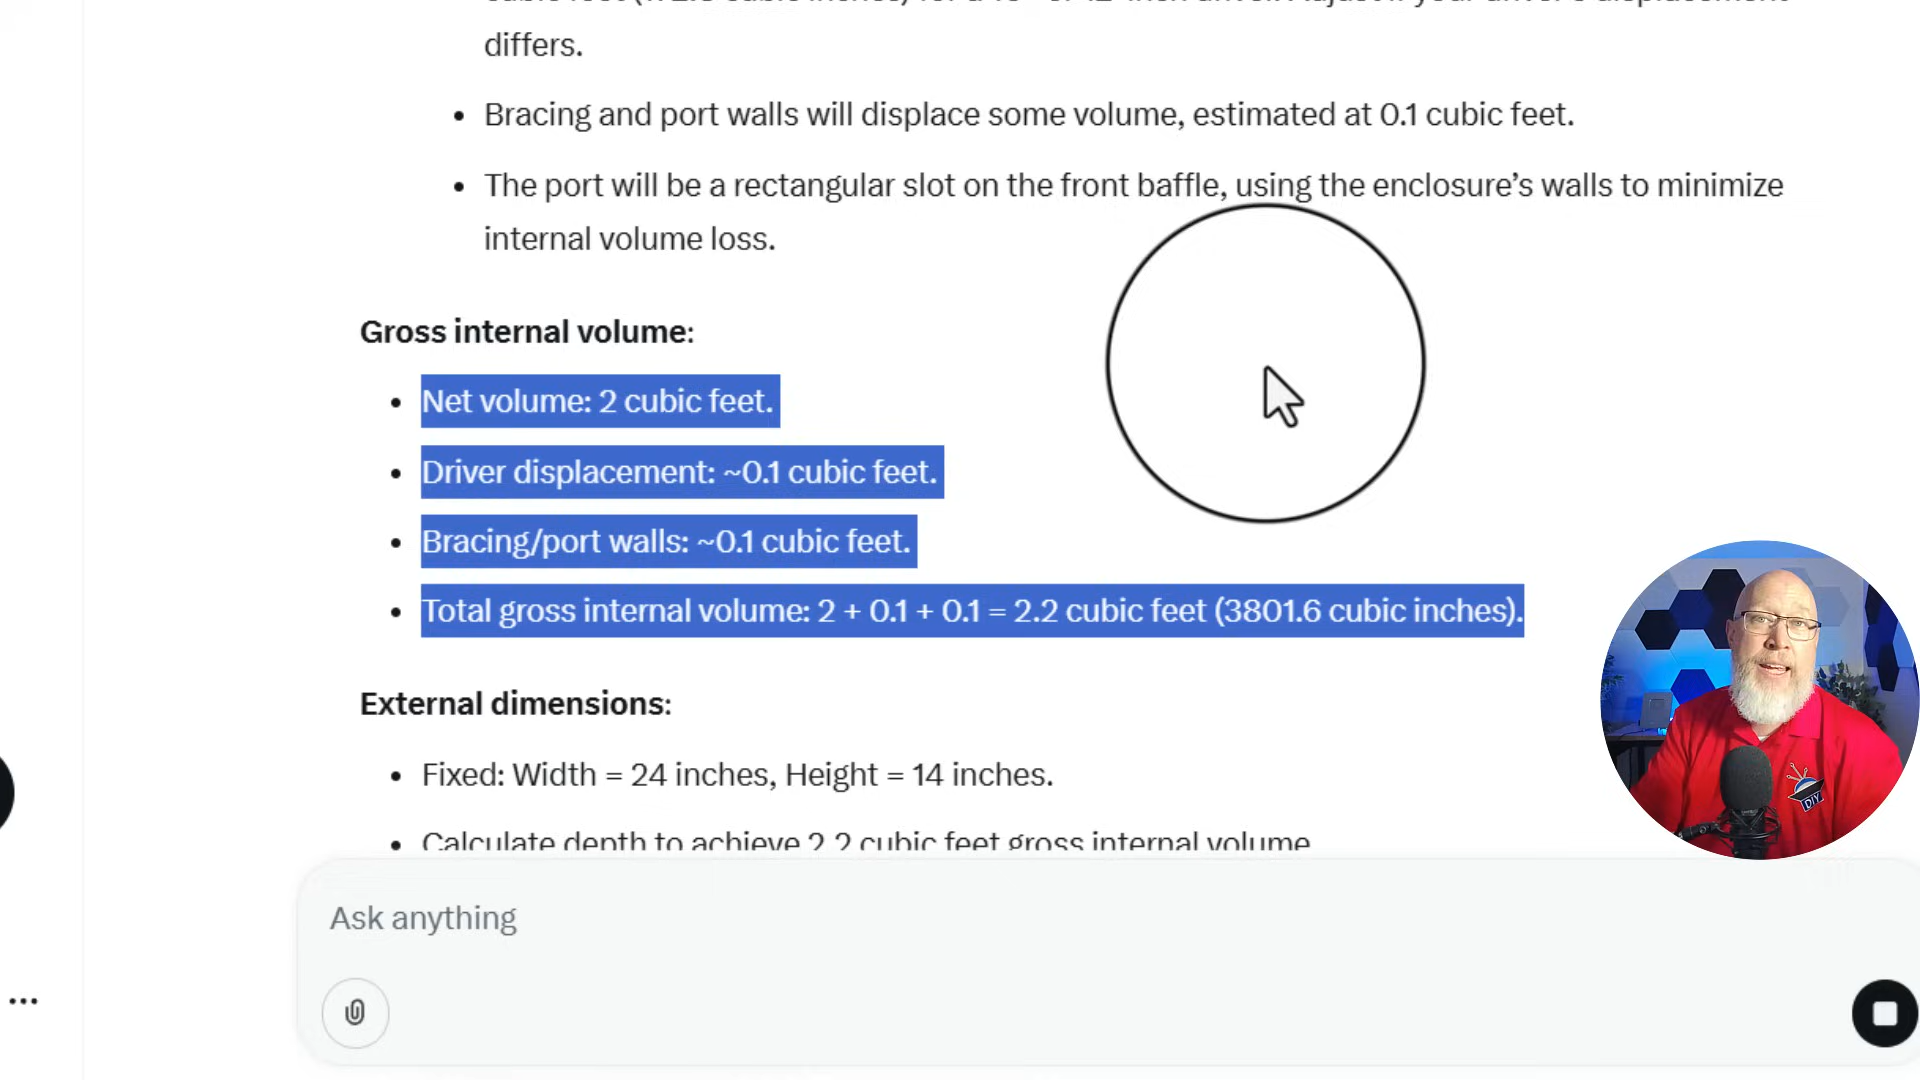 differs.
• Bracing and port walls will displace some volume, estimated at 0.1 cubic feet.
• The port will be a rectangular slot on the front baffle, using the enclosure’s walls to minimize
internal volume loss.
Gross internal volume:
• Net volume: 2 cubic feet.
• Driver displacement: ~0.1 cubic feet.
• Bracing/port walls: ~0.1 cubic feet.
• Total gross internal volume: 2 + 0.1 + 0.1 = 2.2 cubic feet (3801.6 cubic inches).
External dimensions:
• Fixed: Width = 24 inches, Height = 14 inches.
• Calculate depth to achieve 2.2 cubic feet gross internal volume
DIY
Ask anything